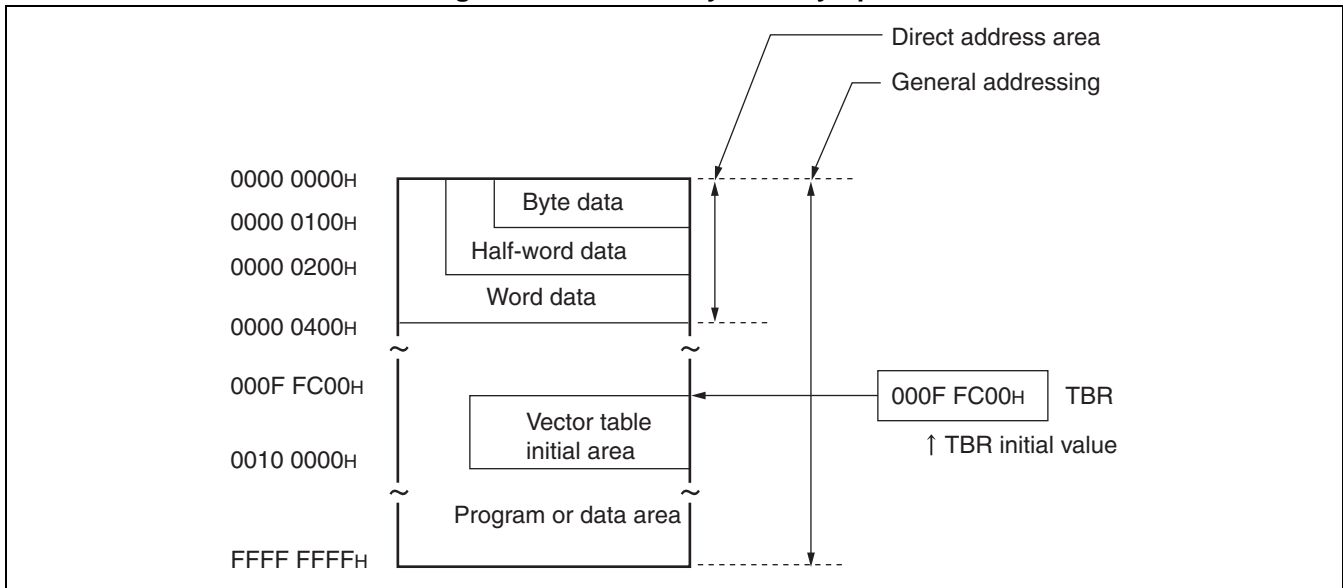 Direct address area
General addressing
0000 0000H
Byte data
0000 0100H
Half-word data
0000 0200H
Word data
0000 0400H
~ ~
000F FC00H
000F FC00H TBR
Vector table
initial area
↑ TBR initial value
0010 0000H
~ ~
Program or data area
FFFF FFFFH